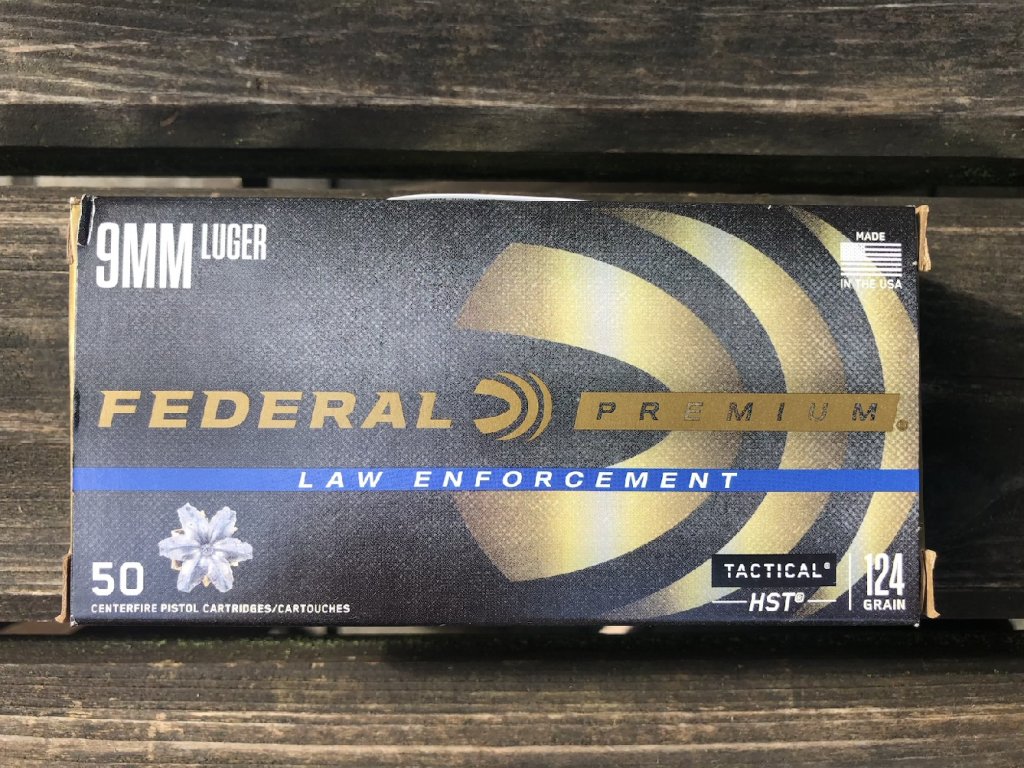 9MM LUGER
MADE
IN THE USA
FEDERAL PREMIUM
LAW ENFORCEMENT
50
CENTERFIRE PISTOL CARTRIDGES/CARTOUCHES
TACTICAL®
HST®
124
GRAIN